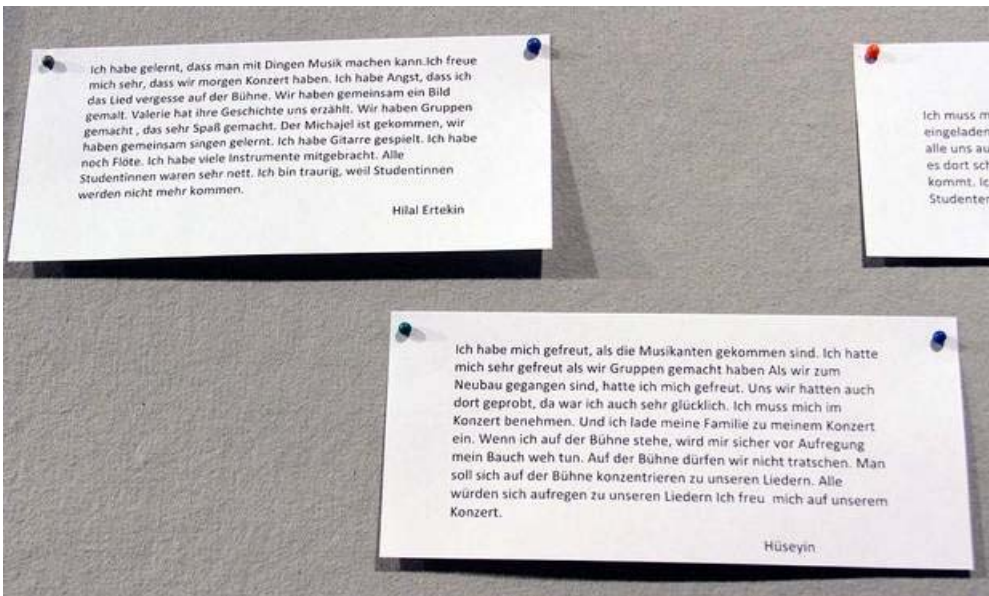 Ich habe gelernt, dass man mit Dingen Musik machen kann.Ich freue
mich sehr, dass wir morgen Konzert haben. Ich habe Angst, dass ich
das Lied vergesse auf der Bühne. Wir haben gemeinsam ein Bild
gemalt. Valerie hat ihre Geschichte uns erzählt. Wir haben Gruppen
gemacht , das sehr Spaß gemacht. Der Michajel ist gekommen, wir
haben gemeinsam singen gelernt. Ich habe Gitarre gespielt. Ich habe
noch Flöte. Ich habe viele Instrumente mitgebracht. Alle
Studentinnen waren sehr nett. Ich bin traurig, weil Studentinnen
werden nicht mehr kommen.
Hilal Ertekin
Ich muss
eingeladen
alle uns
es dort
kommt.
Studenten
Ich habe mich gefreut, als die Musikanten gekommen sind. Ich hatte
mich sehr gefreut als wir Gruppen gemacht haben Als wir zum
Neubau gegangen sind, hatte ich mich gefreut. Uns wir hatten auch
dort geprobt, da war ich auch sehr glücklich. Ich muss mich im
Konzert benehmen. Und ich lade meine Familie zu meinem Konzert
ein. Wenn ich auf der Bühne stehe, wird mir sicher vor Aufregung
mein Bauch weh tun. Auf der Bühne dürfen wir nicht tratschen. Man
soll sich auf der Bühne konzentrieren zu unseren Liedern. Alle
würden sich aufregen zu unseren Liedern Ich freu mich auf unserem
Konzert.
Hüseyin